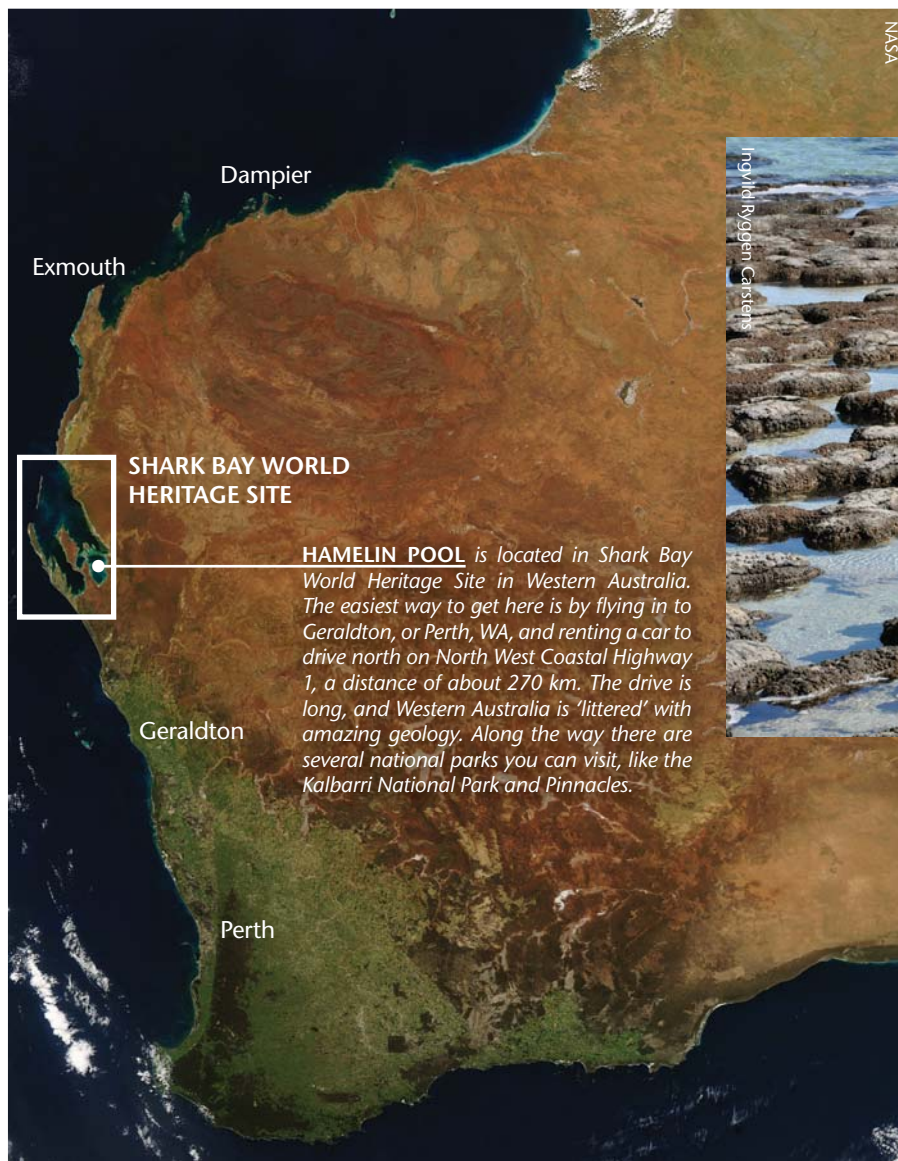 NASA
Ingvild Ryggen Carstens
Dampier
Exmouth
SHARK BAY WORLD
HERITAGE SITE
HAMELIN POOL is located in Shark Bay
World Heritage Site in Western Australia.
The easiest way to get here is by flying in to
Geraldton, or Perth, WA, and renting a car to
drive north on North West Coastal Highway
1, a distance of about 270 km. The drive is
long, and Western Australia is ‘littered’ with
amazing geology. Along the way there are
several national parks you can visit, like the
Kalbarri National Park and Pinnacles.
Geraldton
Perth